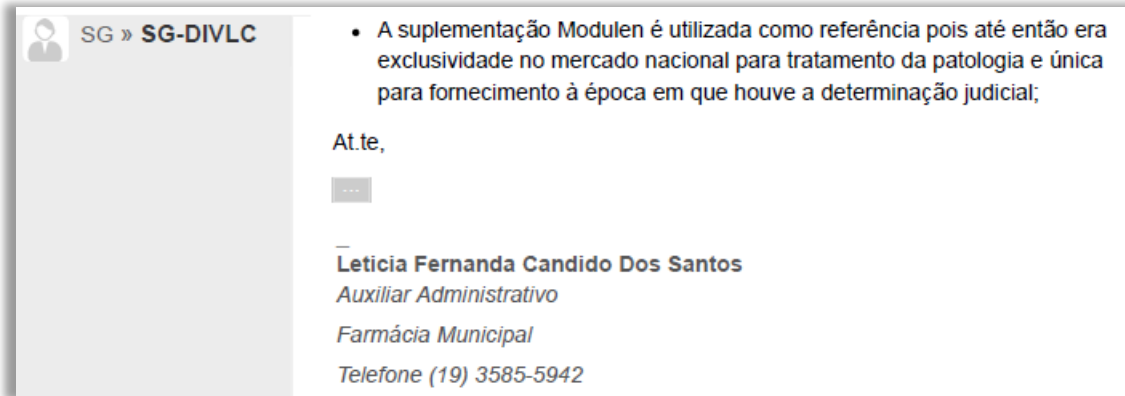 SG » SG-DIVLC
• A suplementação Modulen é utilizada como referência pois até então era
exclusividade no mercado nacional para tratamento da patologia e única
para fornecimento à época em que houve a determinação judicial;
At.te,
...
_
Leticia Fernanda Candido Dos Santos
Auxiliar Administrativo
Farmácia Municipal
Telefone (19) 3585-5942